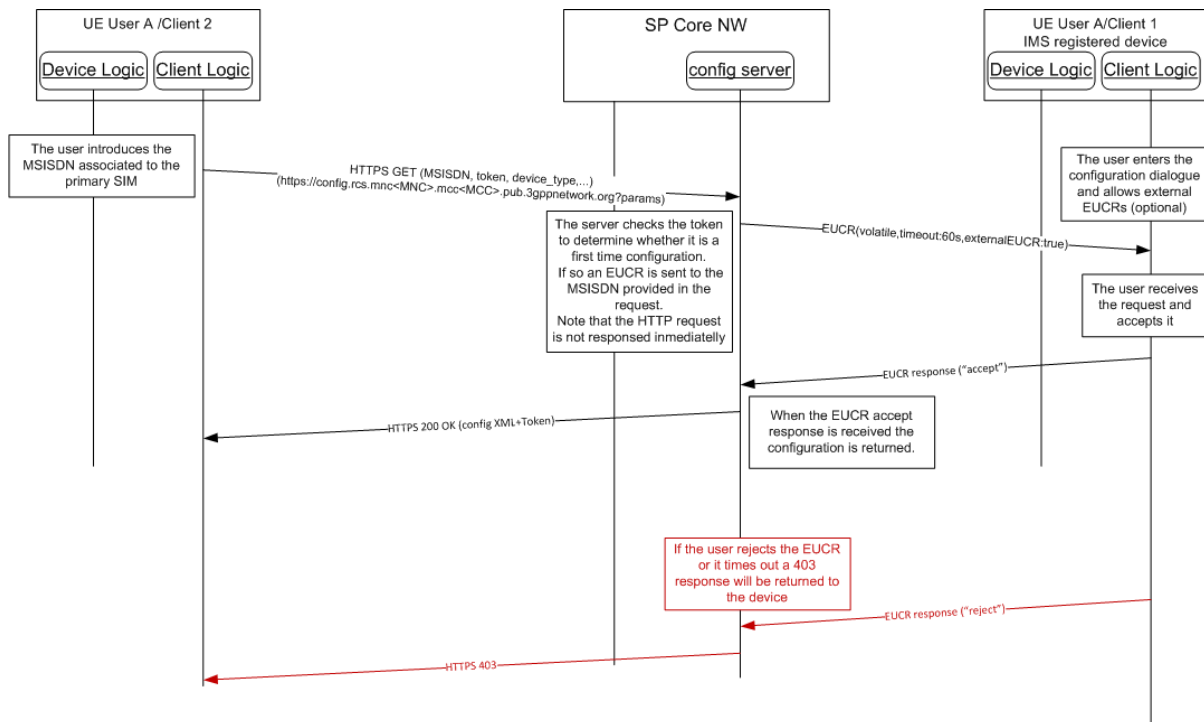 UE User A /Client 2
Device Logic
Client Logic
SP Core NW
config server
UE User A/Client 1
IMS registered device
Device Logic
Client Logic
The user introduces the
MSISDN associated to the
primary SIM
HTTPS GET (MSISDN, token, device_type,...)
(https://config.rcs.mnc<MNC>.mcc<MCC>.pub.3gppnetwork.org?params)
The user enters the
configuration dialogue
and allows external
EUCRs (optional)
The server checks the token
to determine whether it is a
first time configuration.
If so an EUCR is sent to the
MSISDN provided in the
request.
Note that the HTTP request
is not responsed inmediatelly
EUCR(volatile,timeout:60s,externalEUCR:true)
The user receives
the request and
accepts it
EUCR response (“accept”)
HTTPS 200 OK (config XML+Token)
When the EUCR accept
response is received the
configuration is returned.
If the user rejects the EUCR
or it times out a 403
response will be returned to
the device
EUCR response (“reject”)
HTTPS 403